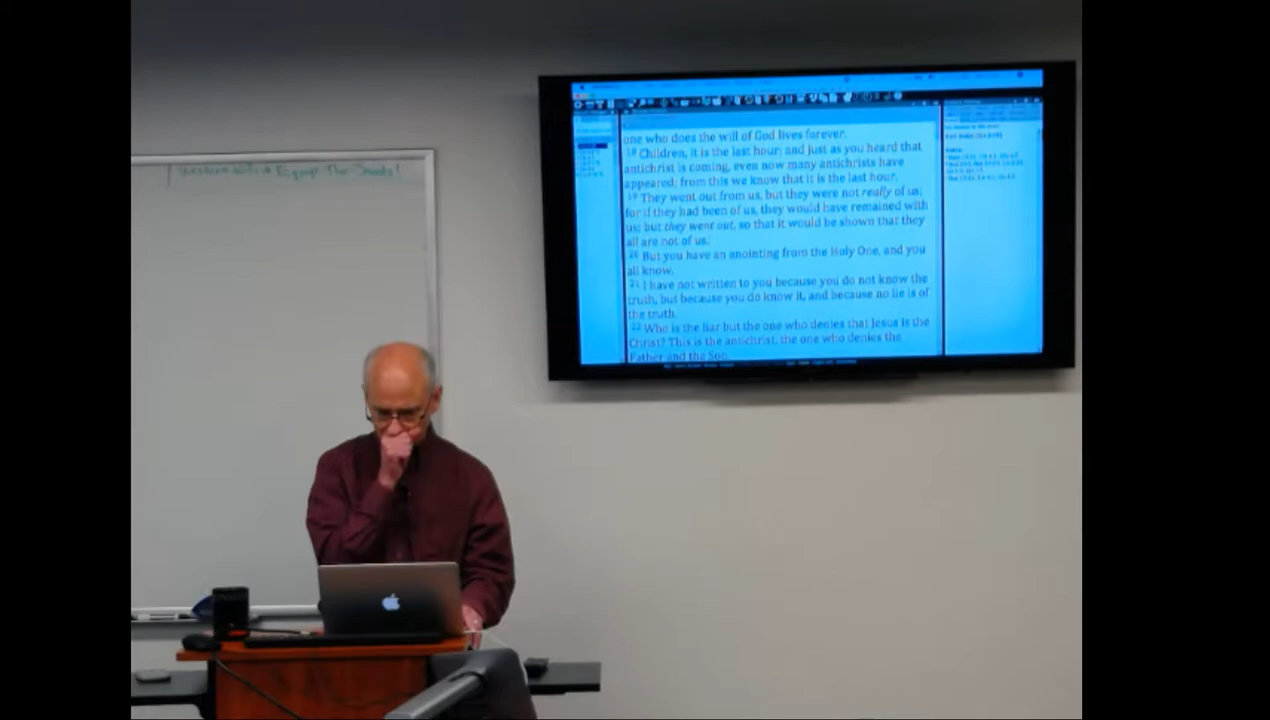 Equip The Saints!
one who does the will of God lives forever.
18 Children, it is the last hour; and just as you heard that
antichrist is coming, even now many antichrists have
appeared; from this we know that it is the last hour.
19 They went out from us, but they were not really of us;
for if they had been of us, they would have remained with
us; but they went out, so that it would be shown that they
all are not of us.
20 But you have an anointing from the Holy One, and you
all know.
21 I have not written to you because you do not know the
truth, but because you do know it, and because no lie is of
the truth.
22 Who is the liar but the one who denies that Jesus is the
Christ? This is the antichrist, the one who denies the
Father and the Son.